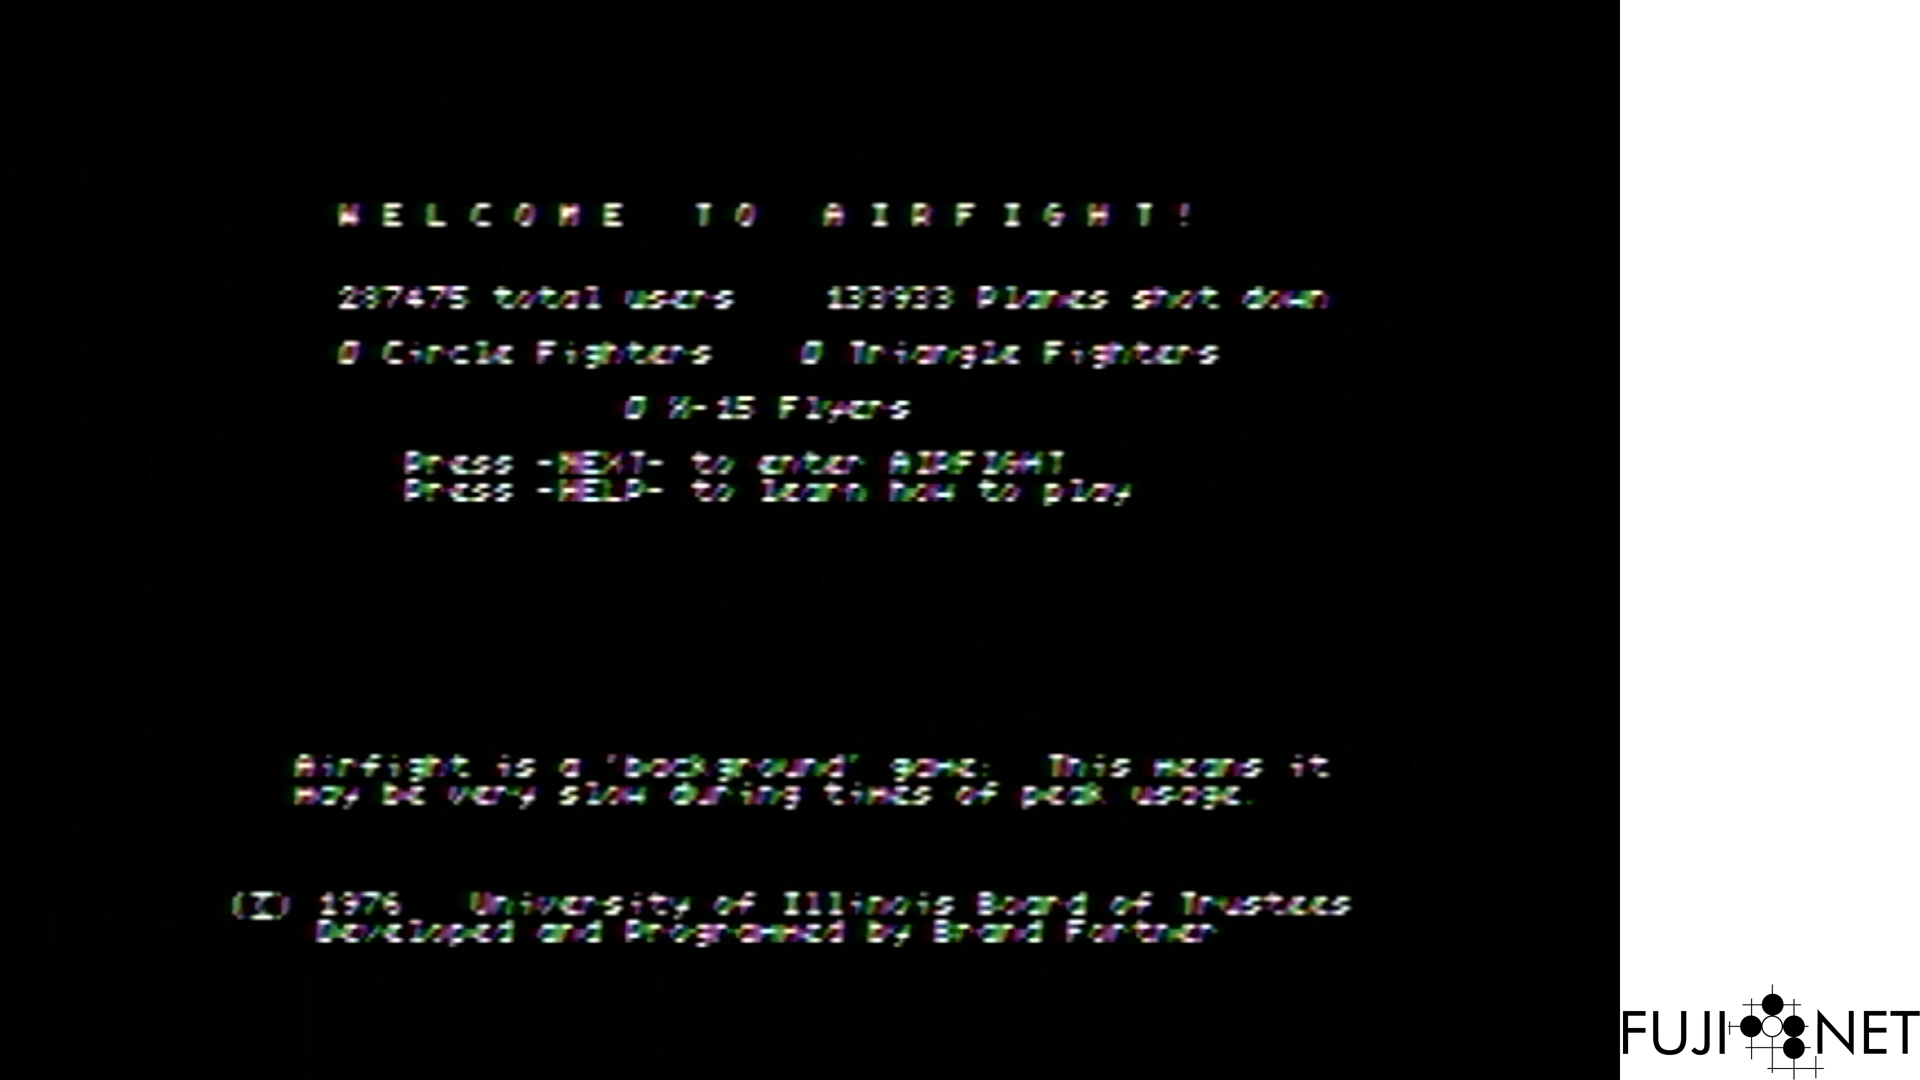 WELCOME TO AIRFIGHT!
237475 total users 133933 Planes shot down
0 Circle Fighters 0 Triangle Fighters
0 X-15 Flyers
Press -NEXT- to enter AIRFIGHT
Press -HELP- to learn how to play
Airfight is a 'background' game. This means it
may be very slow during times of peak usage.
(I) 1976 University of Illinois Board of Trustees
Developed and Programmed by Brand Fortner
FUJINET